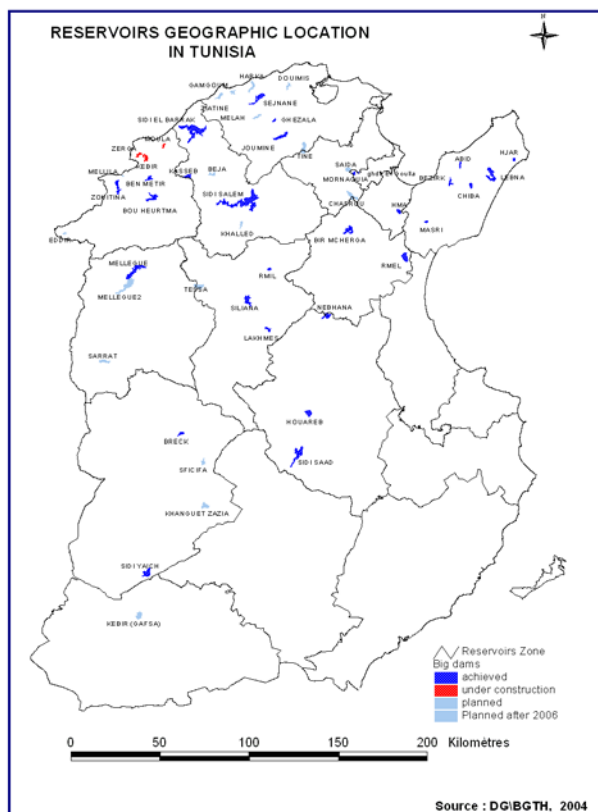 RESERVOIRS GEOGRAPHIC LOCATION
IN TUNISIA
N
HARKA
DOUIMIS
GAMGOUM
SEJNANE
ZIATINE
MELAH
GHEZALA
SIDI EL BARRAK
MOULA
JOUMINE
TINE
ZERGA
KEBIR
KASSEB
BEJA
SAIDA
MORNAGUIA
HJAR
ABID
BEZIRK
LEBNA
CHIBA
MELULA
BEN METIR
ZOUITINA
BOU HEURTMA
SIDI SALEM
CHAFROU
HMA
MASRI
KHALLED
EDDIR
BIR MCHERGA
RMEL
MELLEGUE
MELLEGUE2
TESSA
RMIL
SILIANA
NEBHANA
LAKHMES
SARRAT
HOUAREB
BRECK
SFICIFA
SIDI SAAD
KHANGUET ZAZIA
SIDI YAICH
KEBIR (GAFSA)
Reservoirs Zone
Big dams
achieved
under construction
planned
Planned after 2006
0 50 100 150 200 Kilomètres
Source : DG\BGTH, 2004